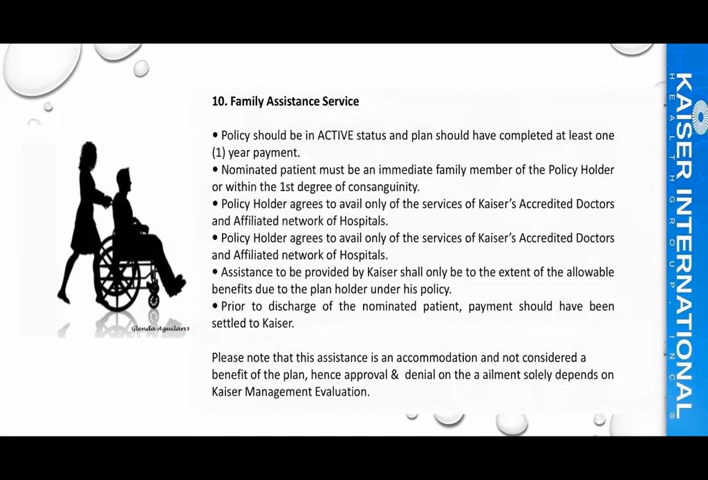 10. Family Assistance Service
• Policy should be in ACTIVE status and plan should have completed at least one
(1) year payment.
• Nominated patient must be an immediate family member of the Policy Holder
or within the 1st degree of consanguinity.
• Policy Holder agrees to avail only of the services of Kaiser's Accredited Doctors
and Affiliated network of Hospitals.
• Policy Holder agrees to avail only of the services of Kaiser's Accredited Doctors
and Affiliated network of Hospitals.
• Assistance to be provided by Kaiser shall only be to the extent of the allowable
benefits due to the plan holder under his policy.
• Prior to discharge of the nominated patient, payment should have been
settled to Kaiser.
Please note that this assistance is an accommodation and not considered a
benefit of the plan, hence approval & denial on the a ailment solely depends on
Kaiser Management Evaluation.
KAISER INTERNATIONAL
HEALTHGROUP, INC.®